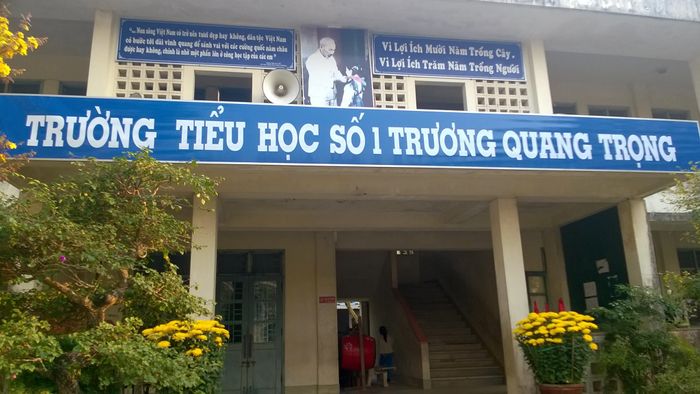 "... Non sông Việt Nam có trở nên tươi đẹp hay không, dân tộc Việt Nam
có bước tới đài vinh quang để sánh vai với các cường quốc năm châu
được hay không, chính là nhờ một phần lớn ở công học tập của các em"
Vì Lợi Ích Mười Năm Trồng Cây,
Vì Lợi Ích Trăm Năm Trồng Người
TRƯỜNG TIỂU HỌC SỐ 1 TRƯƠNG QUANG TRỌNG